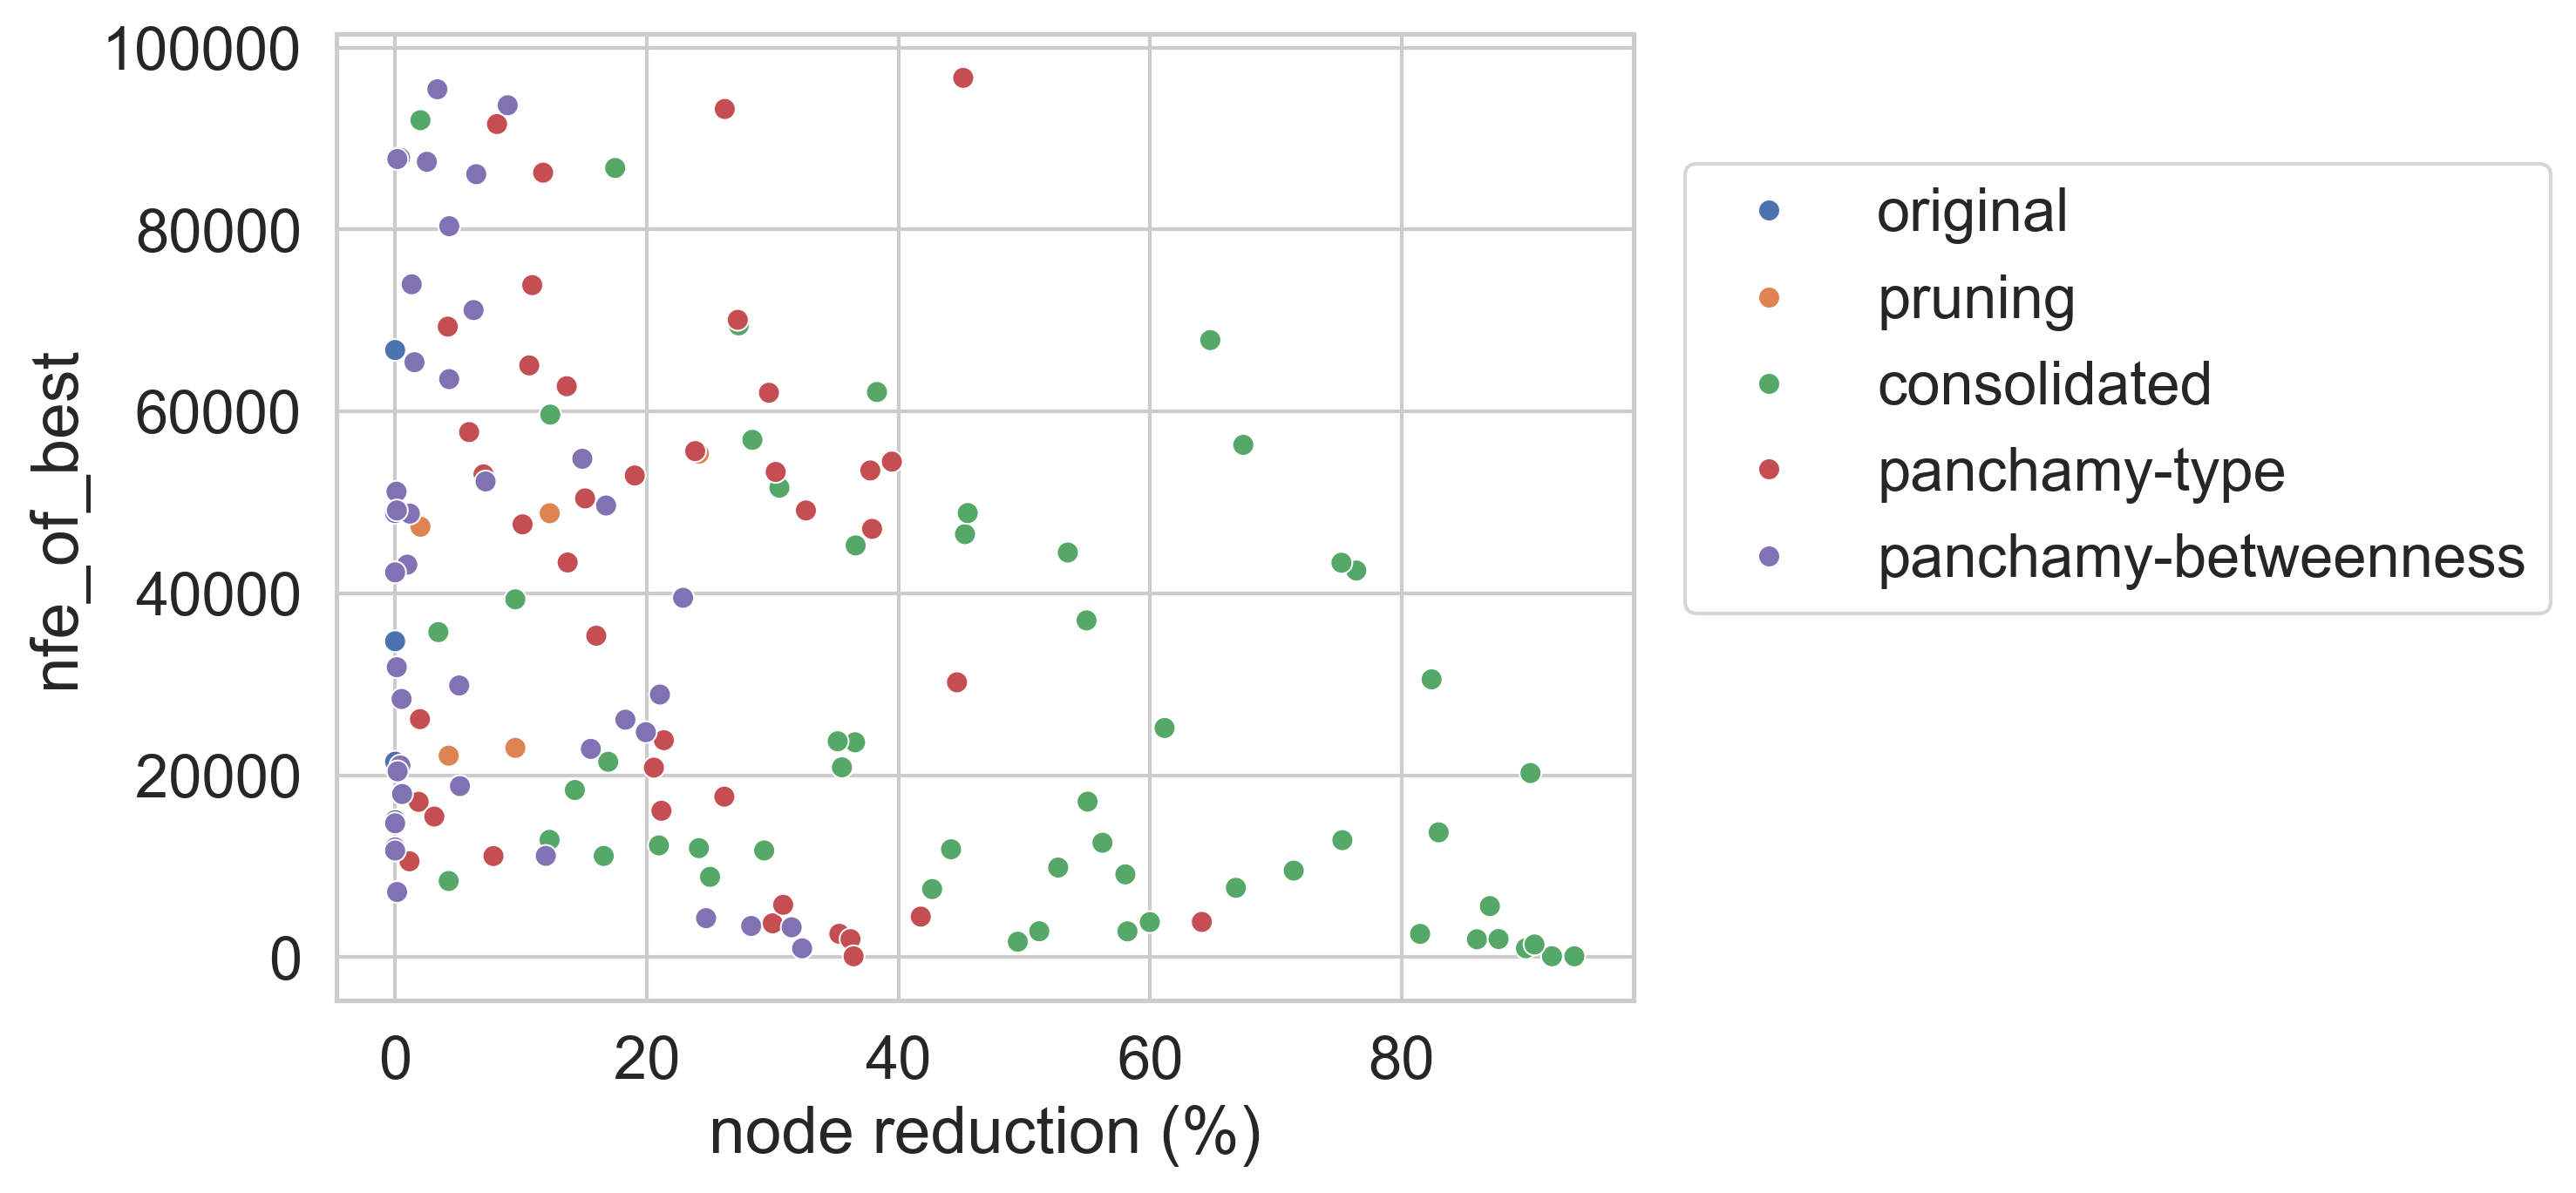 100000
80000
60000
40000
20000
0
nfe_of_best
0 20 40 60 80
node reduction (%)
original
pruning
consolidated
panchamy-type
panchamy-betweenness